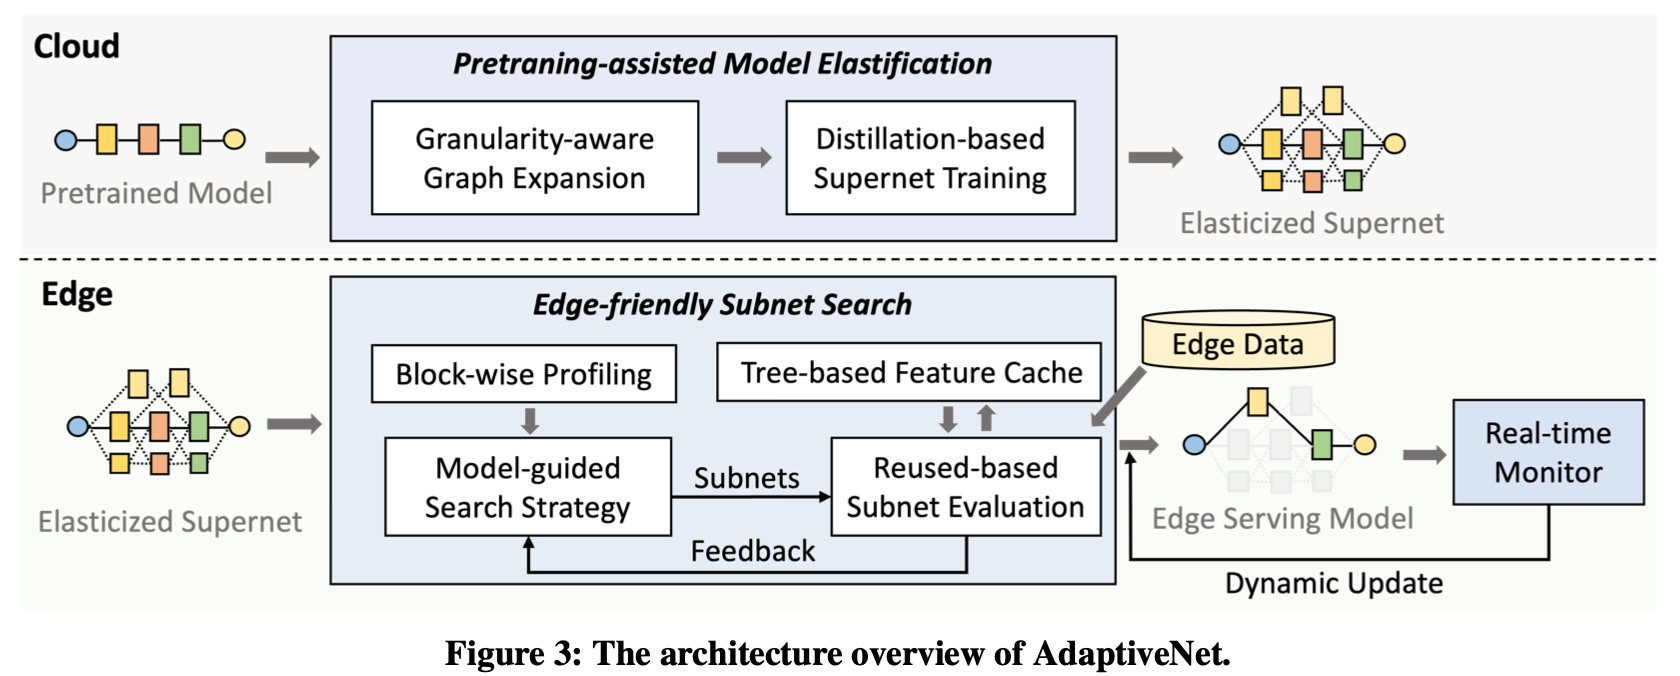 Cloud
Pretraning-assisted Model Elastification
Granularity-aware
Graph Expansion
Distillation-based
Supernet Training
Pretrained Model
Elasticized Supernet
Edge
Edge-friendly Subnet Search
Block-wise Profiling
Tree-based Feature Cache
Edge Data
Model-guided
Search Strategy
Subnets
Reused-based
Subnet Evaluation
Feedback
Real-time
Monitor
Elasticized Supernet
Edge Serving Model
Dynamic Update
Figure 3: The architecture overview of AdaptiveNet.